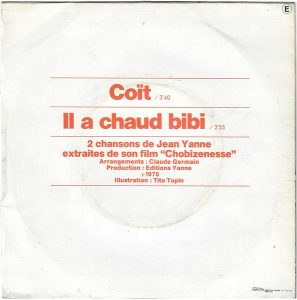 E
Coït / 3'40
Il a chaud bibi / 2'55
2 chansons de Jean Yanne
extraites de son film "Chobizenesse"
Arrangements : Claude Germain
Production : Editions Yanne
1975
Illustration : Tito Topin